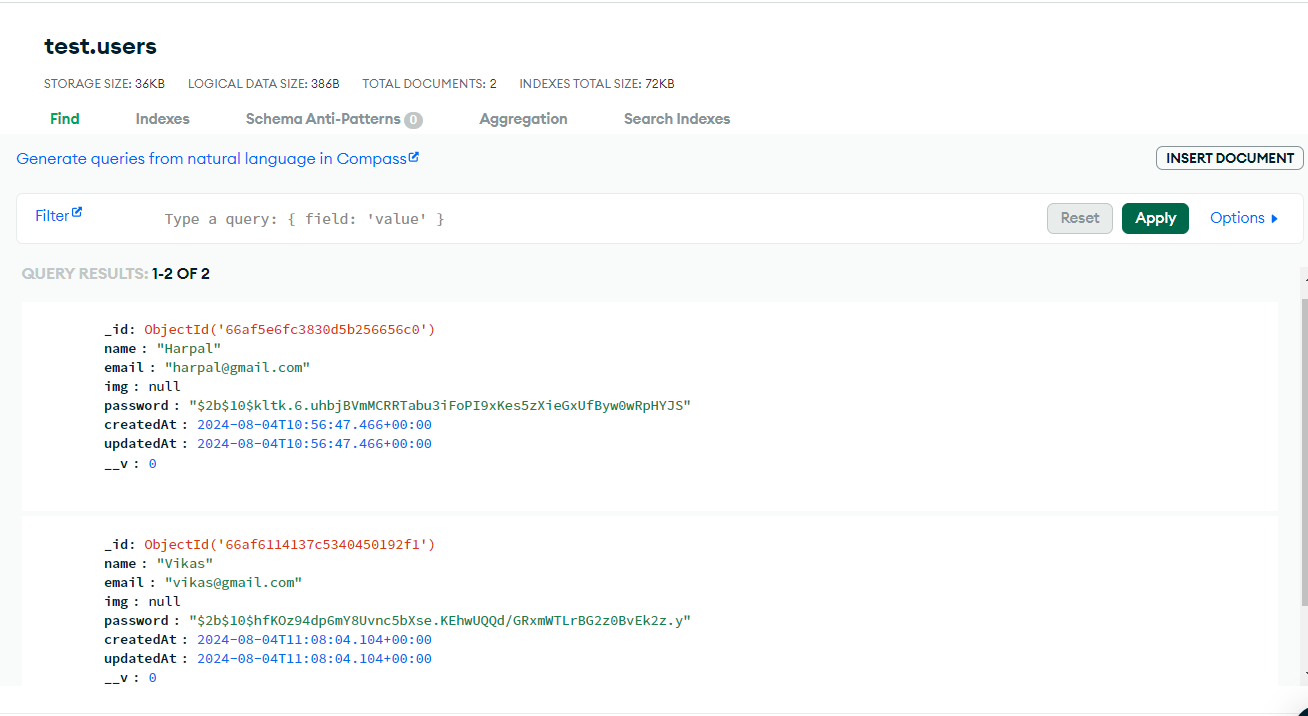 test.users
STORAGE SIZE: 36KB LOGICAL DATA SIZE: 386B TOTAL DOCUMENTS: 2 INDEXES TOTAL SIZE: 72KB
Find Indexes Schema Anti-Patterns 0 Aggregation Search Indexes
Generate queries from natural language in Compass
INSERT DOCUMENT
Filter Type a query: { field: 'value' } Reset Apply Options
QUERY RESULTS: 1-2 OF 2
_id: ObjectId('66af5e6fc3830d5b256656c0')
name : "Harpal"
email : "harpal@gmail.com"
img : null
password : "$2b$10$kltk.6.uhbjBVmMCRRTabu3iFoPI9xKes5zXieGxUfByw0wRpHYJS"
createdAt : 2024-08-04T10:56:47.466+00:00
updatedAt : 2024-08-04T10:56:47.466+00:00
__v : 0
_id: ObjectId('66af6114137c5340450192f1')
name : "Vikas"
email : "vikas@gmail.com"
img : null
password : "$2b$10$hfKOz94dp6mY8Uvnc5bXse.KEhwUQQd/GRxmWTLrBG2z0BvEk2z.y"
createdAt : 2024-08-04T11:08:04.104+00:00
updatedAt : 2024-08-04T11:08:04.104+00:00
__v : 0